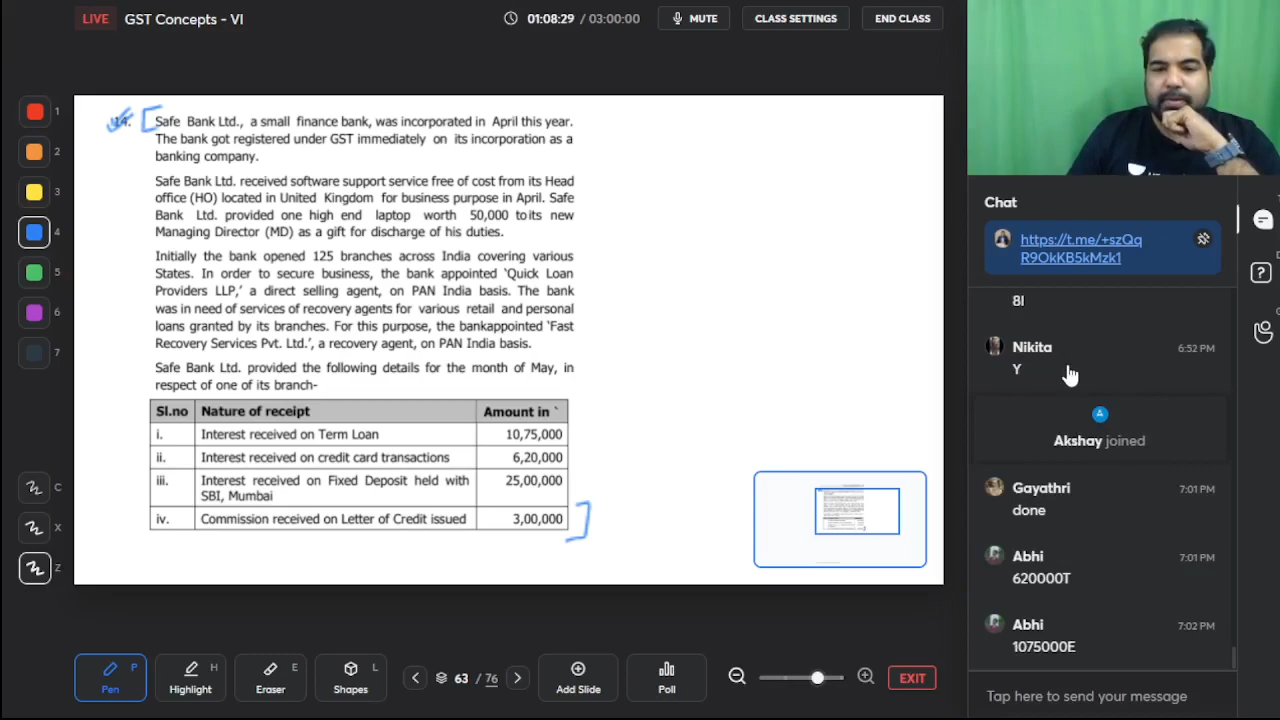 LIVE GST Concepts - VI
01:08:29 / 03:00:00
MUTE
CLASS SETTINGS
END CLASS
1
2
3
4
5
6
7
C
X
Z
14. Safe Bank Ltd., a small finance bank, was incorporated in April this year.
The bank got registered under GST immediately on its incorporation as a
banking company.
Safe Bank Ltd. received software support service free of cost from its Head
office (HO) located in United Kingdom for business purpose in April. Safe
Bank Ltd. provided one high end laptop worth 50,000 to its new
Managing Director (MD) as a gift for discharge of his duties.
Initially the bank opened 125 branches across India covering various
States. In order to secure business, the bank appointed ‘Quick Loan
Providers LLP,’ a direct selling agent, on PAN India basis. The bank
was in need of services of recovery agents for various retail and personal
loans granted by its branches. For this purpose, the bankappointed ‘Fast
Recovery Services Pvt. Ltd.’, a recovery agent, on PAN India basis.
Safe Bank Ltd. provided the following details for the month of May, in
respect of one of its branch-
Sl.no Nature of receipt Amount in `
i. Interest received on Term Loan 10,75,000
ii. Interest received on credit card transactions 6,20,000
iii. Interest received on Fixed Deposit held with 25,00,000
SBI, Mumbai
iv. Commission received on Letter of Credit issued 3,00,000
Pen P
Highlight H
Eraser E
Shapes L
63 / 76
Add Slide
Poll
EXIT
Chat
https://t.me/+szQq
R9OkKB5kMzk1
8I
Nikita 6:52 PM
Y
Akshay joined
Gayathri 7:01 PM
done
Abhi 7:01 PM
620000T
Abhi 7:02 PM
1075000E
Tap here to send your message